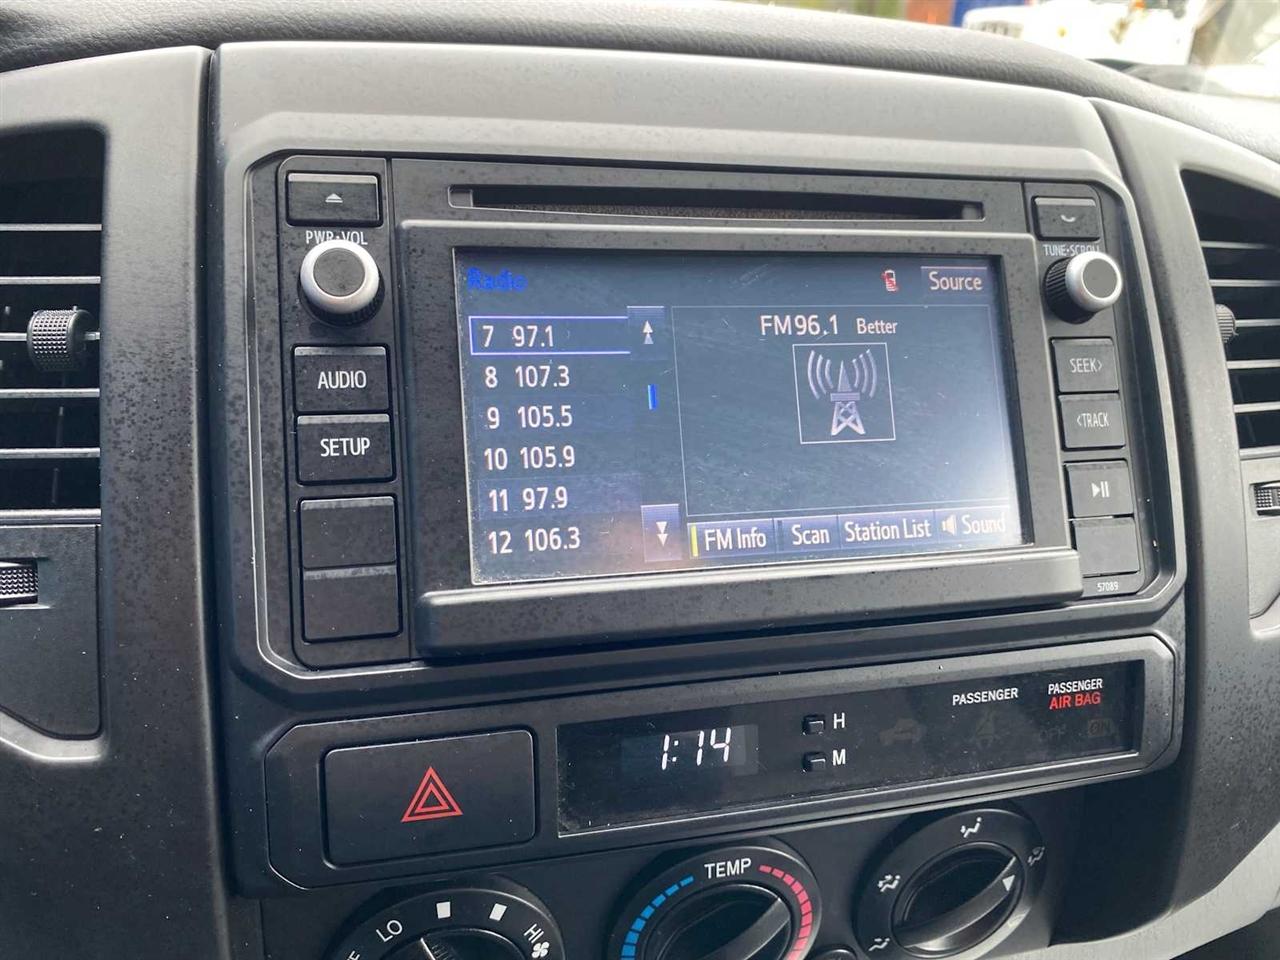 PWR•VOL
TUNE•SCROLL
AUDIO
SETUP
Radio
Source
7 97.1
8 107.3
9 105.5
10 105.9
11 97.9
12 106.3
FM96.1 Better
FM Info
Scan
Station List
Sound
SEEK>
<TRACK
57089
1:14
H
M
PASSENGER
PASSENGER
AIR BAG
OFF
ON
TEMP
LO
HI